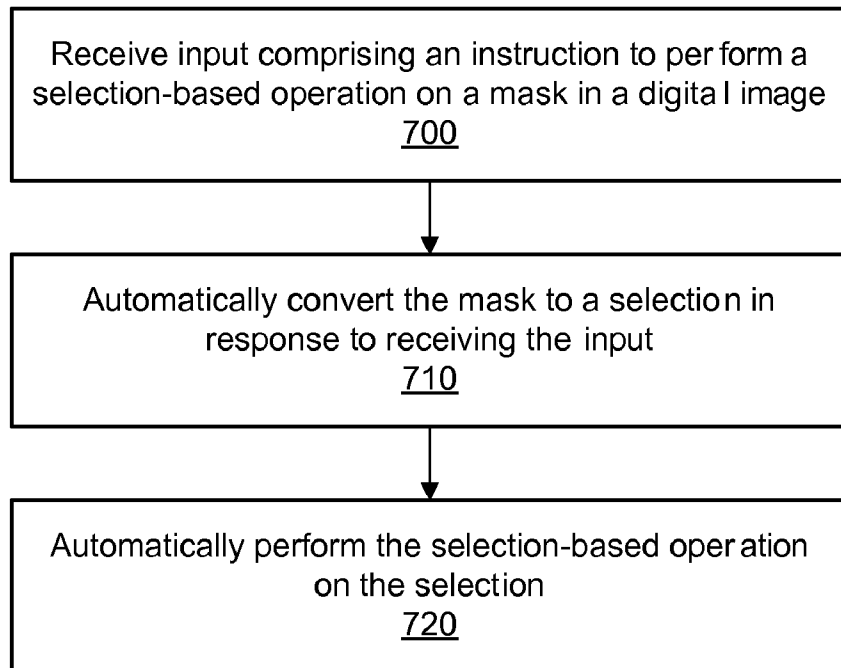 Receive input comprising an instruction to perform a
selection-based operation on a mask in a digital image
700
Automatically convert the mask to a selection in
response to receiving the input
710
Automatically perform the selection-based operation
on the selection
720